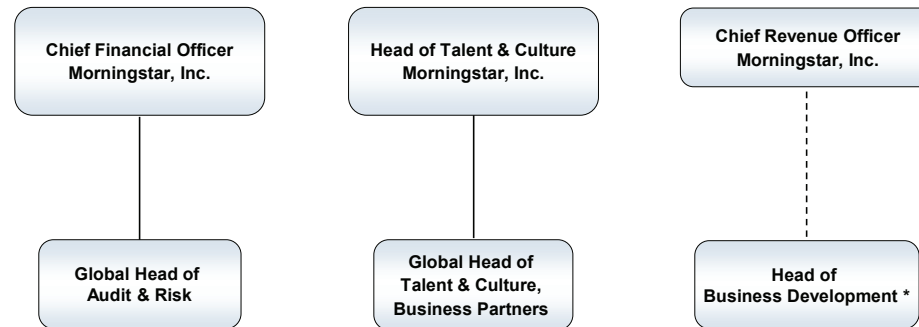 Chief Financial Officer
Morningstar, Inc.
Head of Talent & Culture
Morningstar, Inc.
Chief Revenue Officer
Morningstar, Inc.
Global Head of
Audit & Risk
Global Head of
Talent & Culture,
Business Partners
Head of
Business Development *